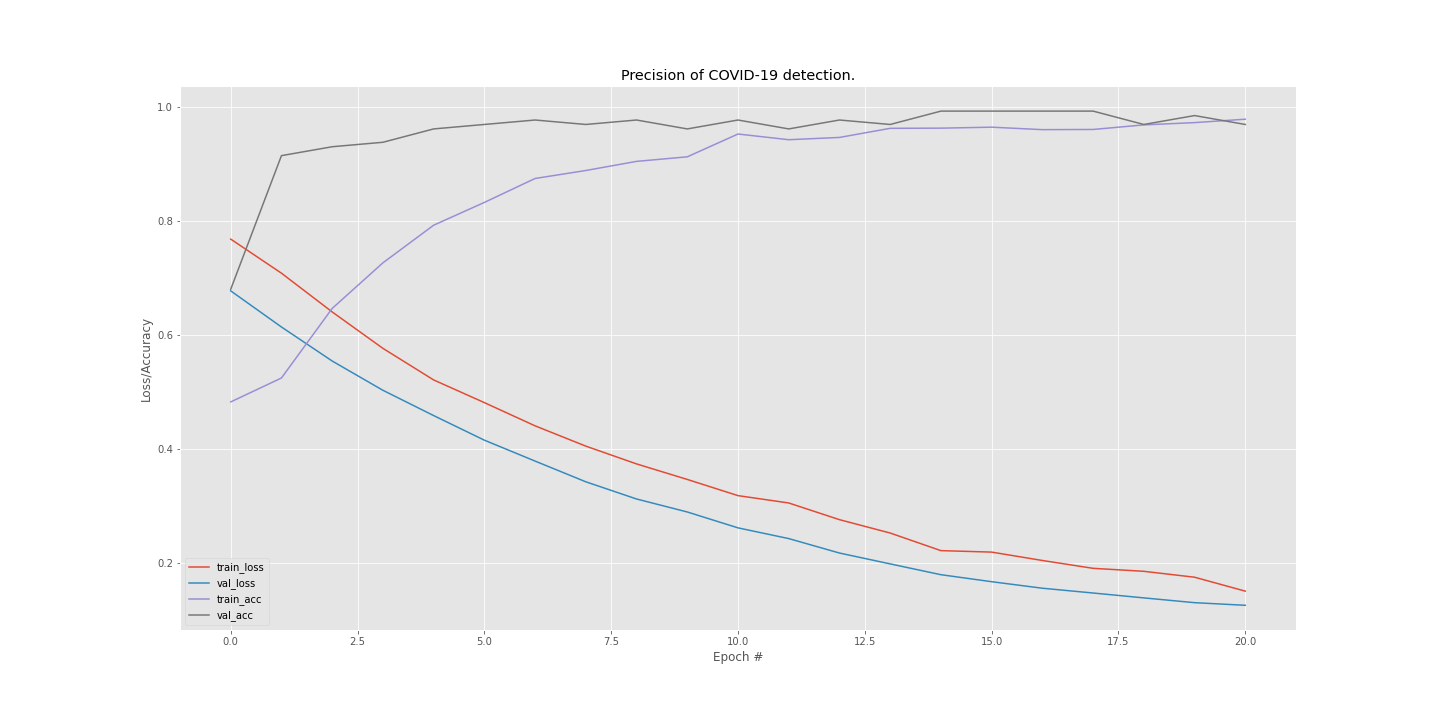 Precision of COVID-19 detection.
1.0
0.8
0.6
0.4
0.2
Loss/Accuracy
train_loss
val_loss
train_acc
val_acc
0.0 2.5 5.0 7.5 10.0 12.5 15.0 17.5 20.0
Epoch #